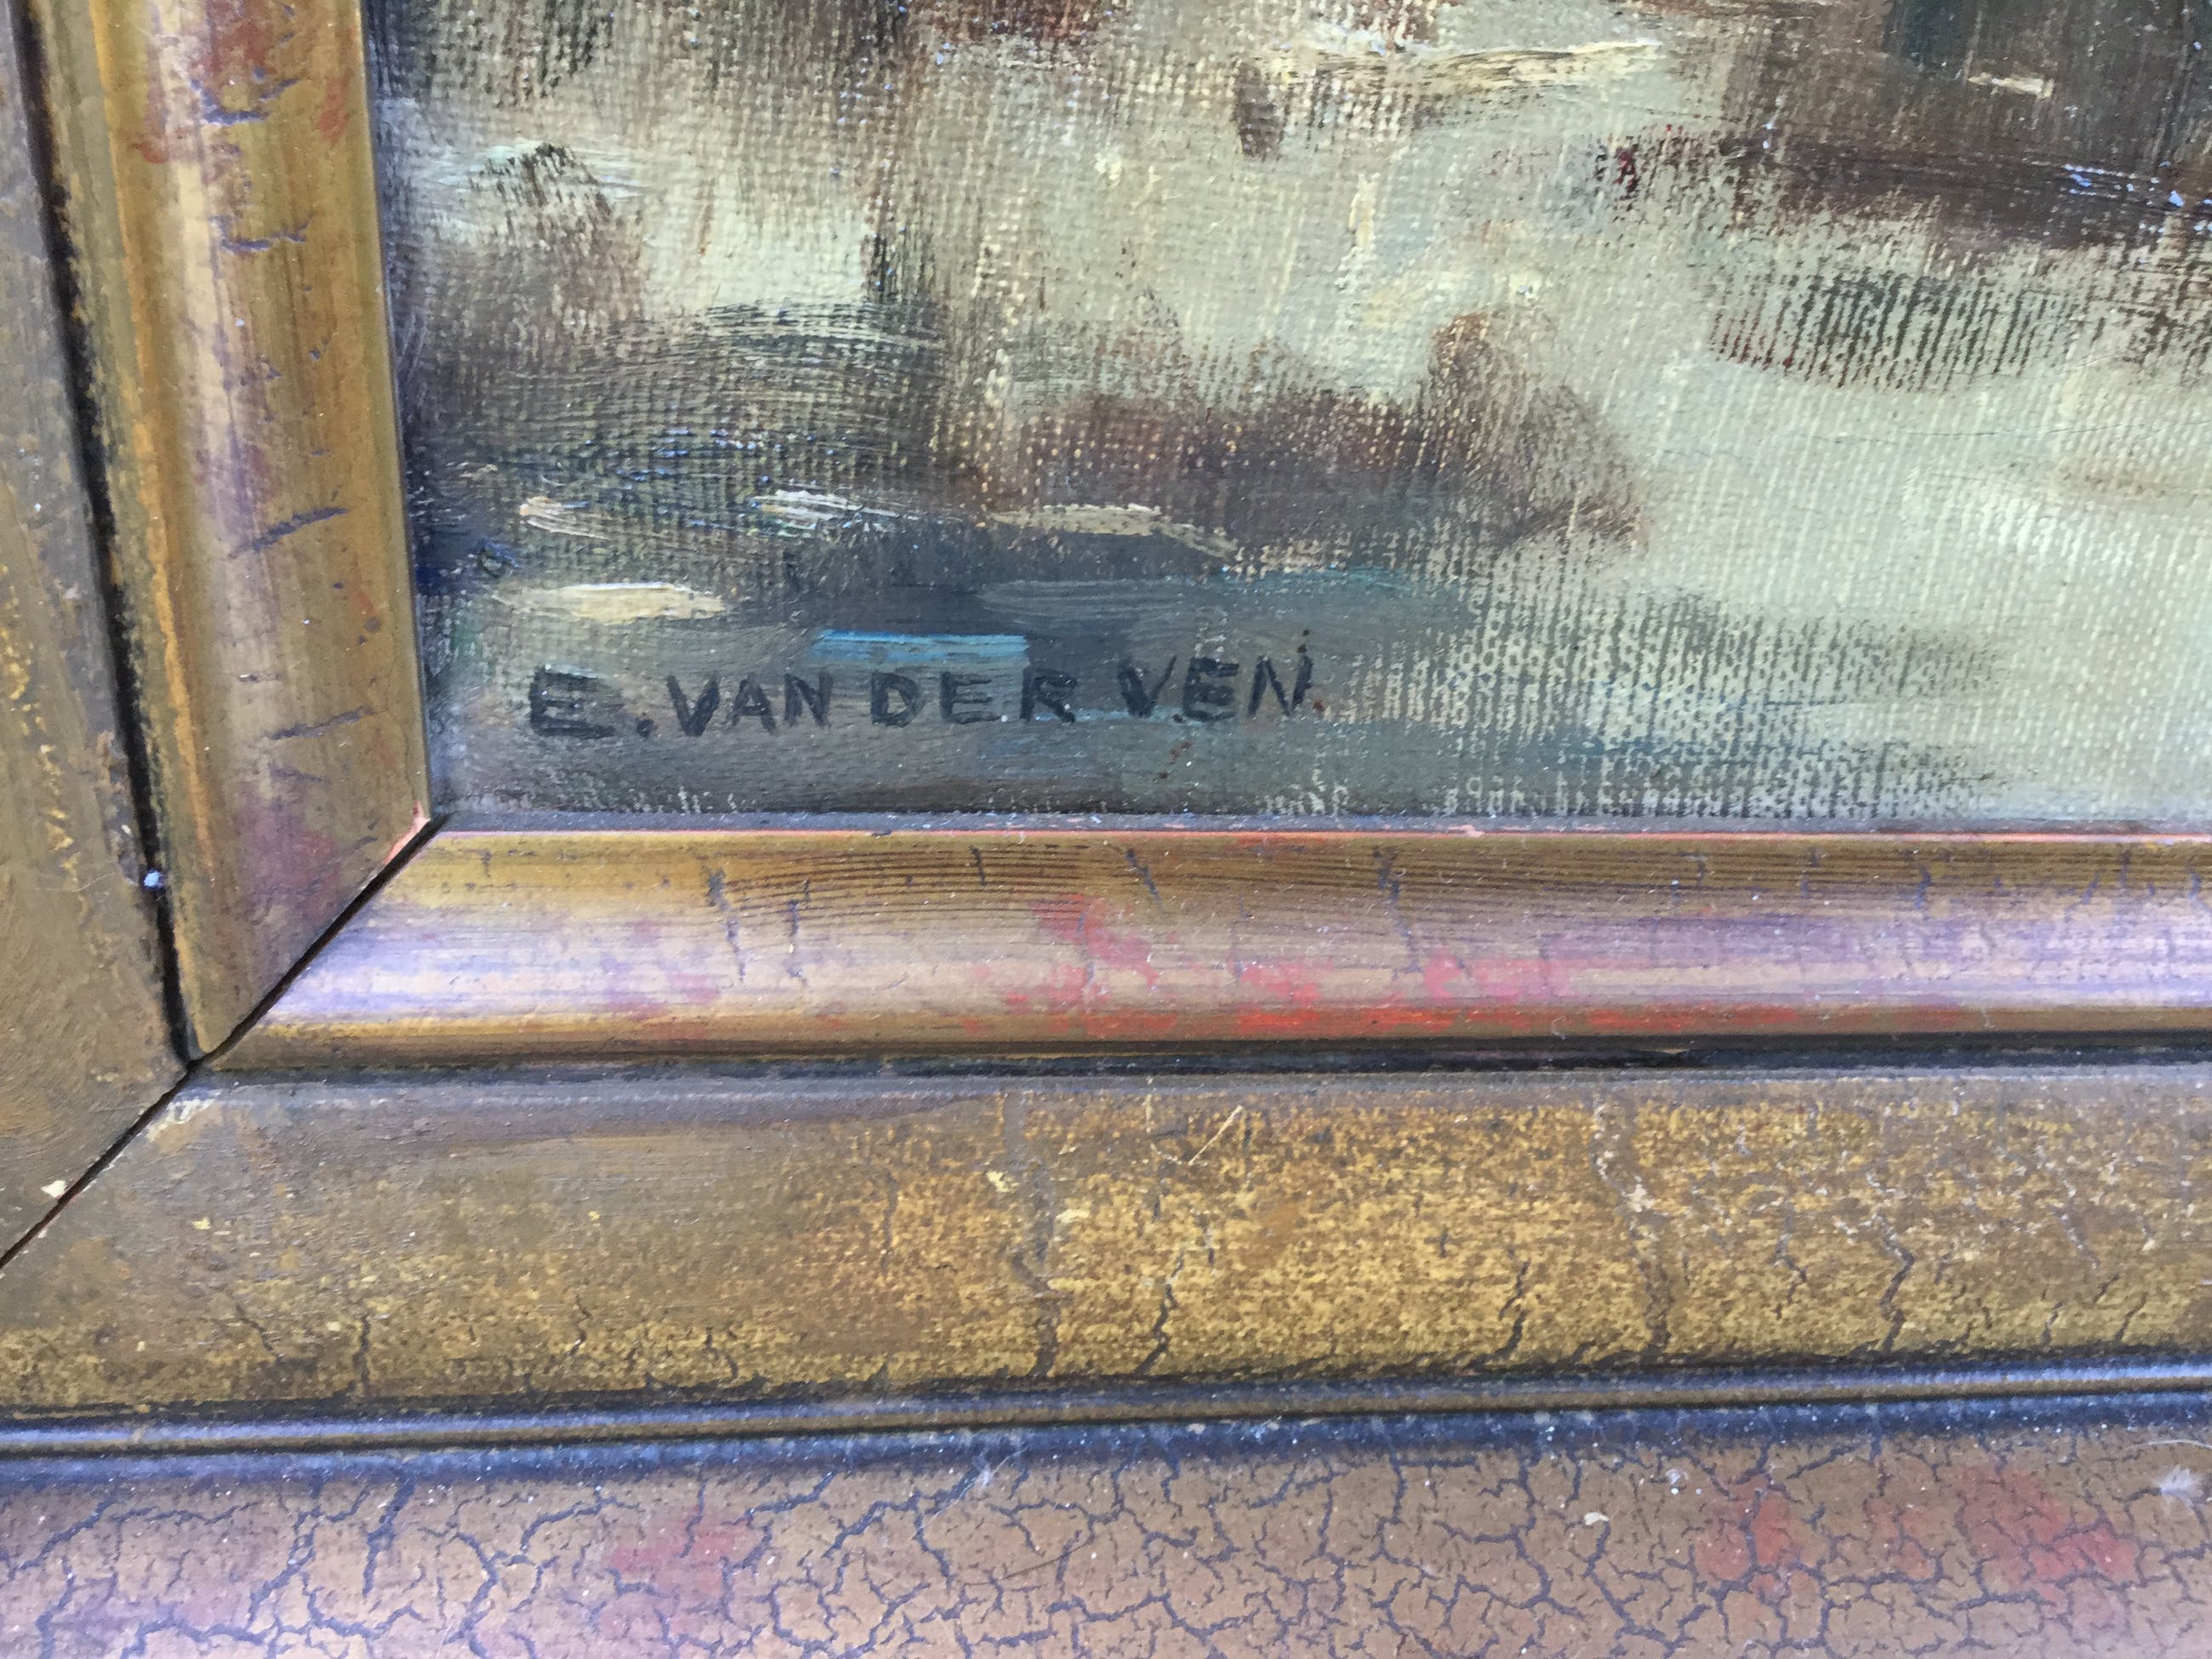 E. VAN DER VEN.